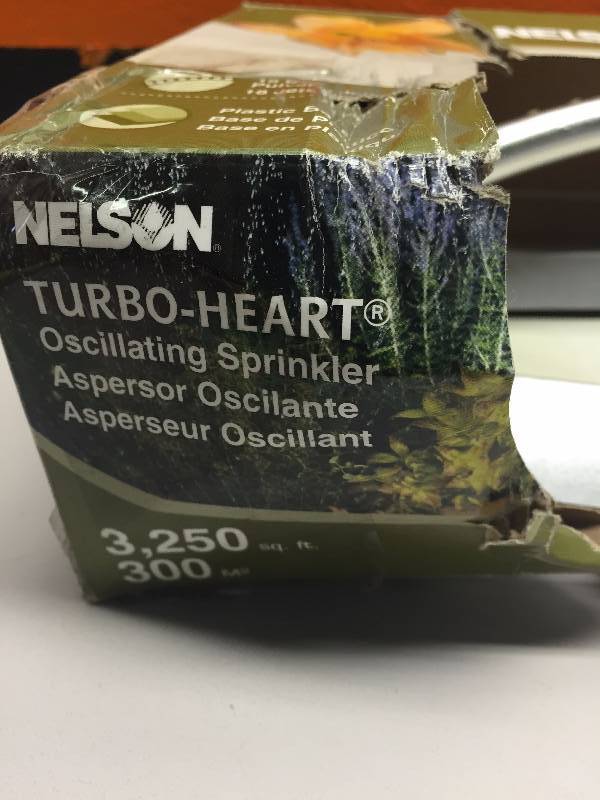 NELSON
Plastic
Base de
Base en
NELSON®
TURBO-HEART®
Oscillating Sprinkler
Aspersor Oscilante
Asperseur Oscillant
3,250 sq. ft.
300 M²